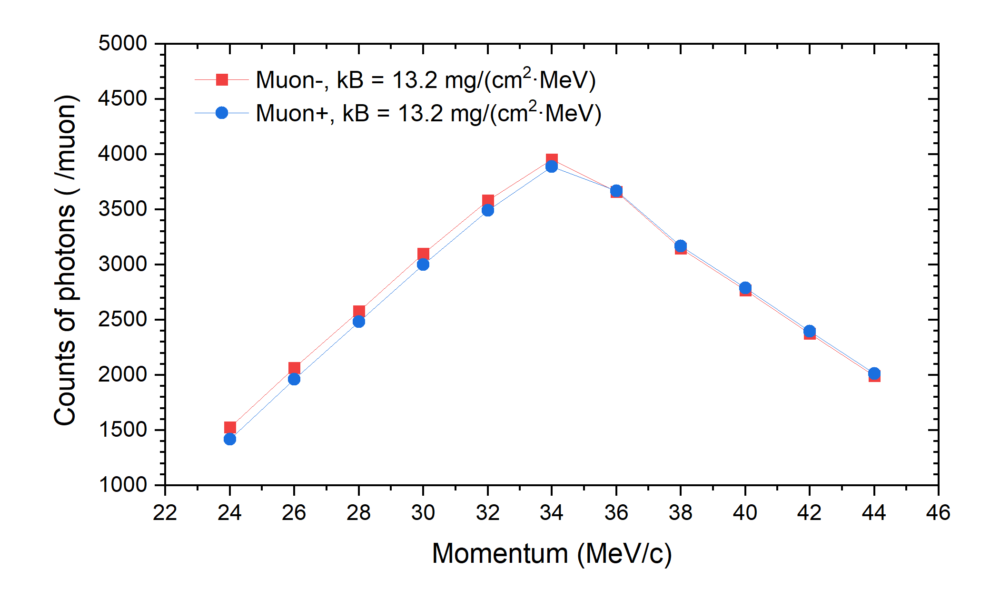 5000
4500
4000
3500
3000
2500
2000
1500
1000
Counts of photons ( /muon)
Muon-, kB = 13.2 mg/(cm²·MeV)
Muon+, kB = 13.2 mg/(cm²·MeV)
22 24 26 28 30 32 34 36 38 40 42 44 46
Momentum (MeV/c)